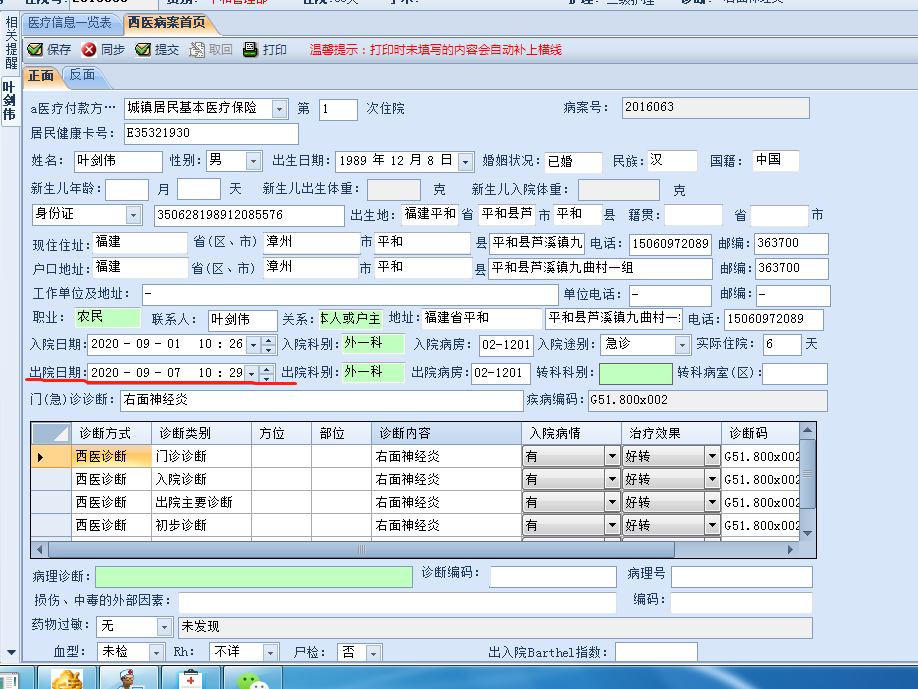 医疗信息一览表 西医病案首页
相关提醒
叶剑伟
保存 同步 提交 取回 打印 温馨提示：打印时未填写的内容会自动补上横线
正面 反面
a医疗付款方… 城镇居民基本医疗保险 第 1 次住院 病案号: 2016063
居民健康卡号: E35321930
姓名: 叶剑伟 性别: 男 出生日期: 1989 年 12 月 8 日 婚姻状况: 已婚 民族: 汉 国籍: 中国
新生儿年龄: 月 天 新生儿出生体重: 克 新生儿入院体重: 克
身份证 350628198912085576 出生地: 福建平和 省 平和县芦 市 平和 县 籍贯: 省 市
现住住址: 福建 省(区、市) 漳州 市 平和 县 平和县芦溪镇九 电话: 15060972089 邮编: 363700
户口地址: 福建 省(区、市) 漳州 市 平和 县 平和县芦溪镇九曲村一组 邮编: 363700
工作单位及地址: - 单位电话: - 邮编: -
职业: 农民 联系人: 叶剑伟 关系: 本人或户主 地址: 福建省平和 平和县芦溪镇九曲村一 电话: 15060972089
入院日期: 2020-09-01 10:26 入院科别: 外一科 入院病房: 02-1201 入院途别: 急诊 实际住院: 6 天
出院日期: 2020-09-07 10:29 出院科别: 外一科 出院病房: 02-1201 转科科别: 转科病室(区):
门(急)诊诊断: 右面神经炎 疾病编码: G51.800x002
诊断方式 诊断类别 方位 部位 诊断内容 入院病情 治疗效果 诊断码
西医诊断 门诊诊断 右面神经炎 有 好转 G51.800x002
西医诊断 入院诊断 右面神经炎 有 好转 G51.800x002
西医诊断 出院主要诊断 右面神经炎 有 好转 G51.800x002
西医诊断 初步诊断 右面神经炎 有 好转 G51.800x002
病理诊断: 诊断编码: 病理号
损伤、中毒的外部因素: 编码:
药物过敏: 无 未发现
血型: 未检 Rh: 不详 尸检: 否 出入院Barthel指数: